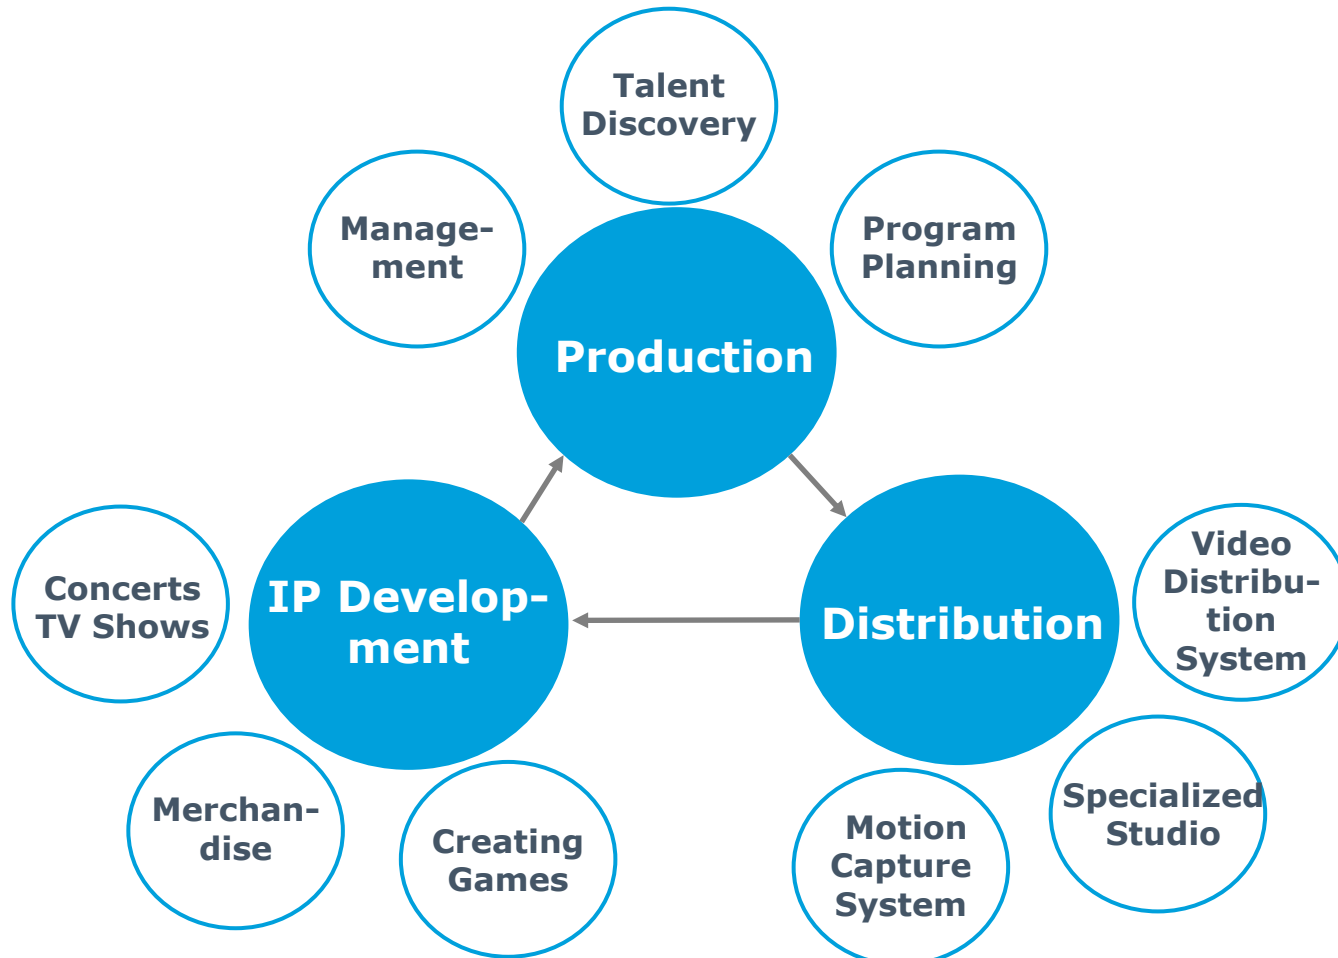 Talent
Discovery
Manage-
ment
Program
Planning
Production
Concerts
TV Shows
IP Develop-
ment
Distribution
Video
Distribu-
tion
System
Merchan-
dise
Creating
Games
Motion
Capture
System
Specialized
Studio